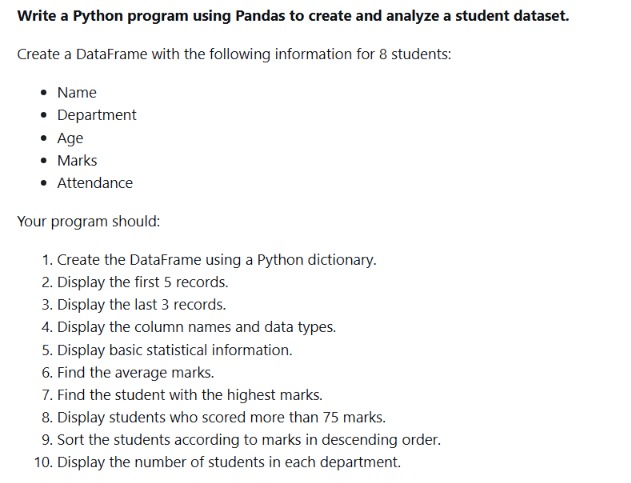 Write a Python program using Pandas to create and analyze a student dataset.
Create a DataFrame with the following information for 8 students:
• Name
• Department
• Age
• Marks
• Attendance
Your program should:
1. Create the DataFrame using a Python dictionary.
2. Display the first 5 records.
3. Display the last 3 records.
4. Display the column names and data types.
5. Display basic statistical information.
6. Find the average marks.
7. Find the student with the highest marks.
8. Display students who scored more than 75 marks.
9. Sort the students according to marks in descending order.
10. Display the number of students in each department.